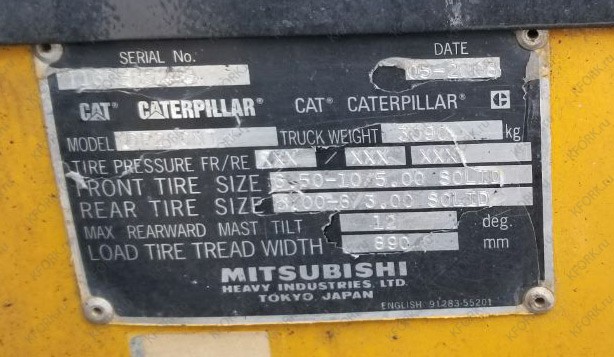 SERIAL No.
DATE
CAT CATERPILLAR CAT CATERPILLAR C
MODEL TRUCK WEIGHT kg
TIRE PRESSURE FR/RE XXX / XXX XXX
FRONT TIRE SIZE 6.50-10/5.00 SOLID
REAR TIRE SIZE 5.00-8/3.00 SOLID
MAX REARWARD MAST TILT 12 deg.
LOAD TIRE TREAD WIDTH 890 mm
MITSUBISHI
HEAVY INDUSTRIES, LTD.
TOKYO JAPAN
ENGLISH 91283-55201